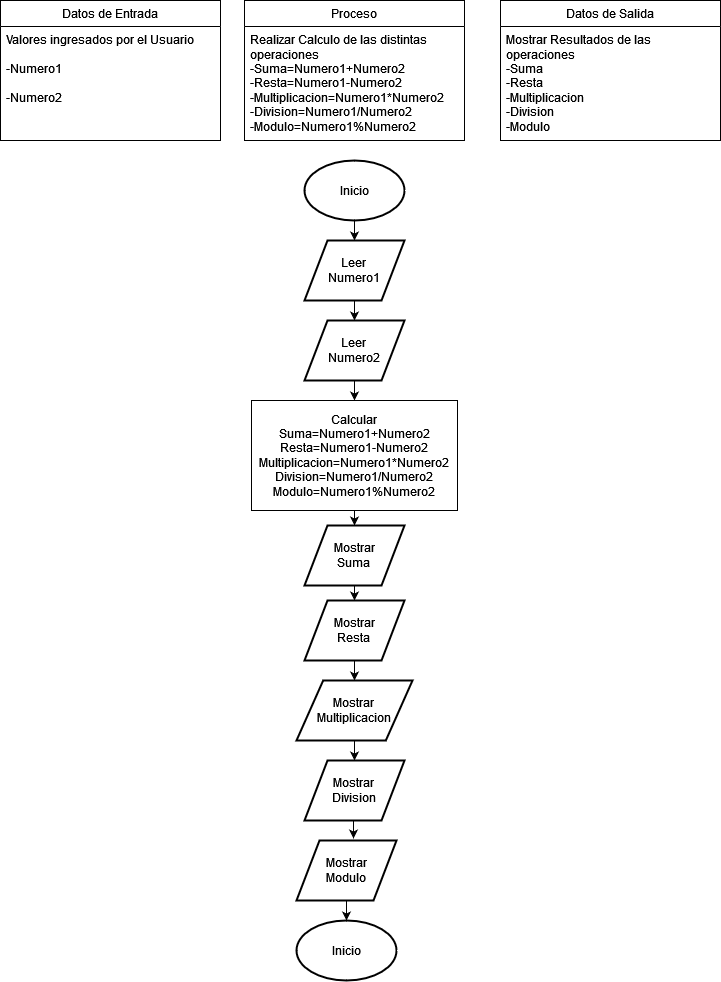 Datos de Entrada
Valores ingresados por el Usuario
-Numero1
-Numero2
Proceso
Realizar Calculo de las distintas
operaciones
-Suma=Numero1+Numero2
-Resta=Numero1-Numero2
-Multiplicacion=Numero1*Numero2
-Division=Numero1/Numero2
-Modulo=Numero1%Numero2
Datos de Salida
Mostrar Resultados de las
operaciones
-Suma
-Resta
-Multiplicacion
-Division
-Modulo
Inicio
Leer
Numero1
Leer
Numero2
Calcular
Suma=Numero1+Numero2
Resta=Numero1-Numero2
Multiplicacion=Numero1*Numero2
Division=Numero1/Numero2
Modulo=Numero1%Numero2
Mostrar
Suma
Mostrar
Resta
Mostrar
Multiplicacion
Mostrar
Division
Mostrar
Modulo
Inicio